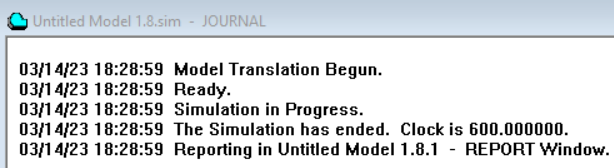 Untitled Model 1.8.sim - JOURNAL
03/14/23 18:28:59 Model Translation Begun.
03/14/23 18:28:59 Ready.
03/14/23 18:28:59 Simulation in Progress.
03/14/23 18:28:59 The Simulation has ended. Clock is 600.000000.
03/14/23 18:28:59 Reporting in Untitled Model 1.8.1 - REPORT Window.